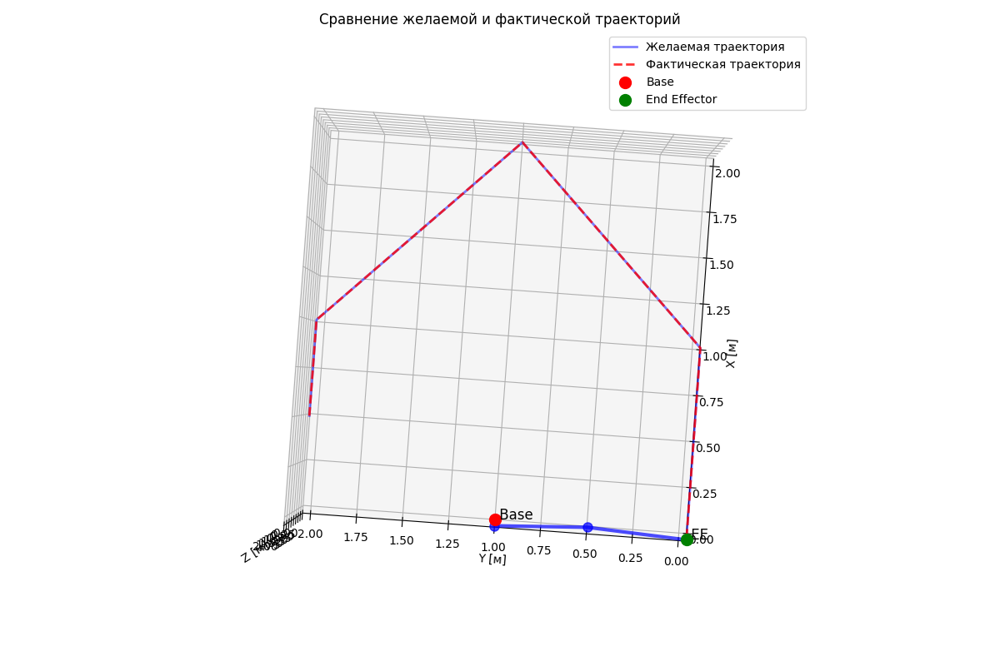 Сравнение желаемой и фактической траекторий
Желаемая траектория
Фактическая траектория
Base
End Effector
2.00
1.75
1.50
1.25
1.00
X [м]
0.75
0.50
0.25
0.00
EE
Base
2.00
1.75
1.50
1.25
1.00
0.75
0.50
0.25
0.00
Y [м]